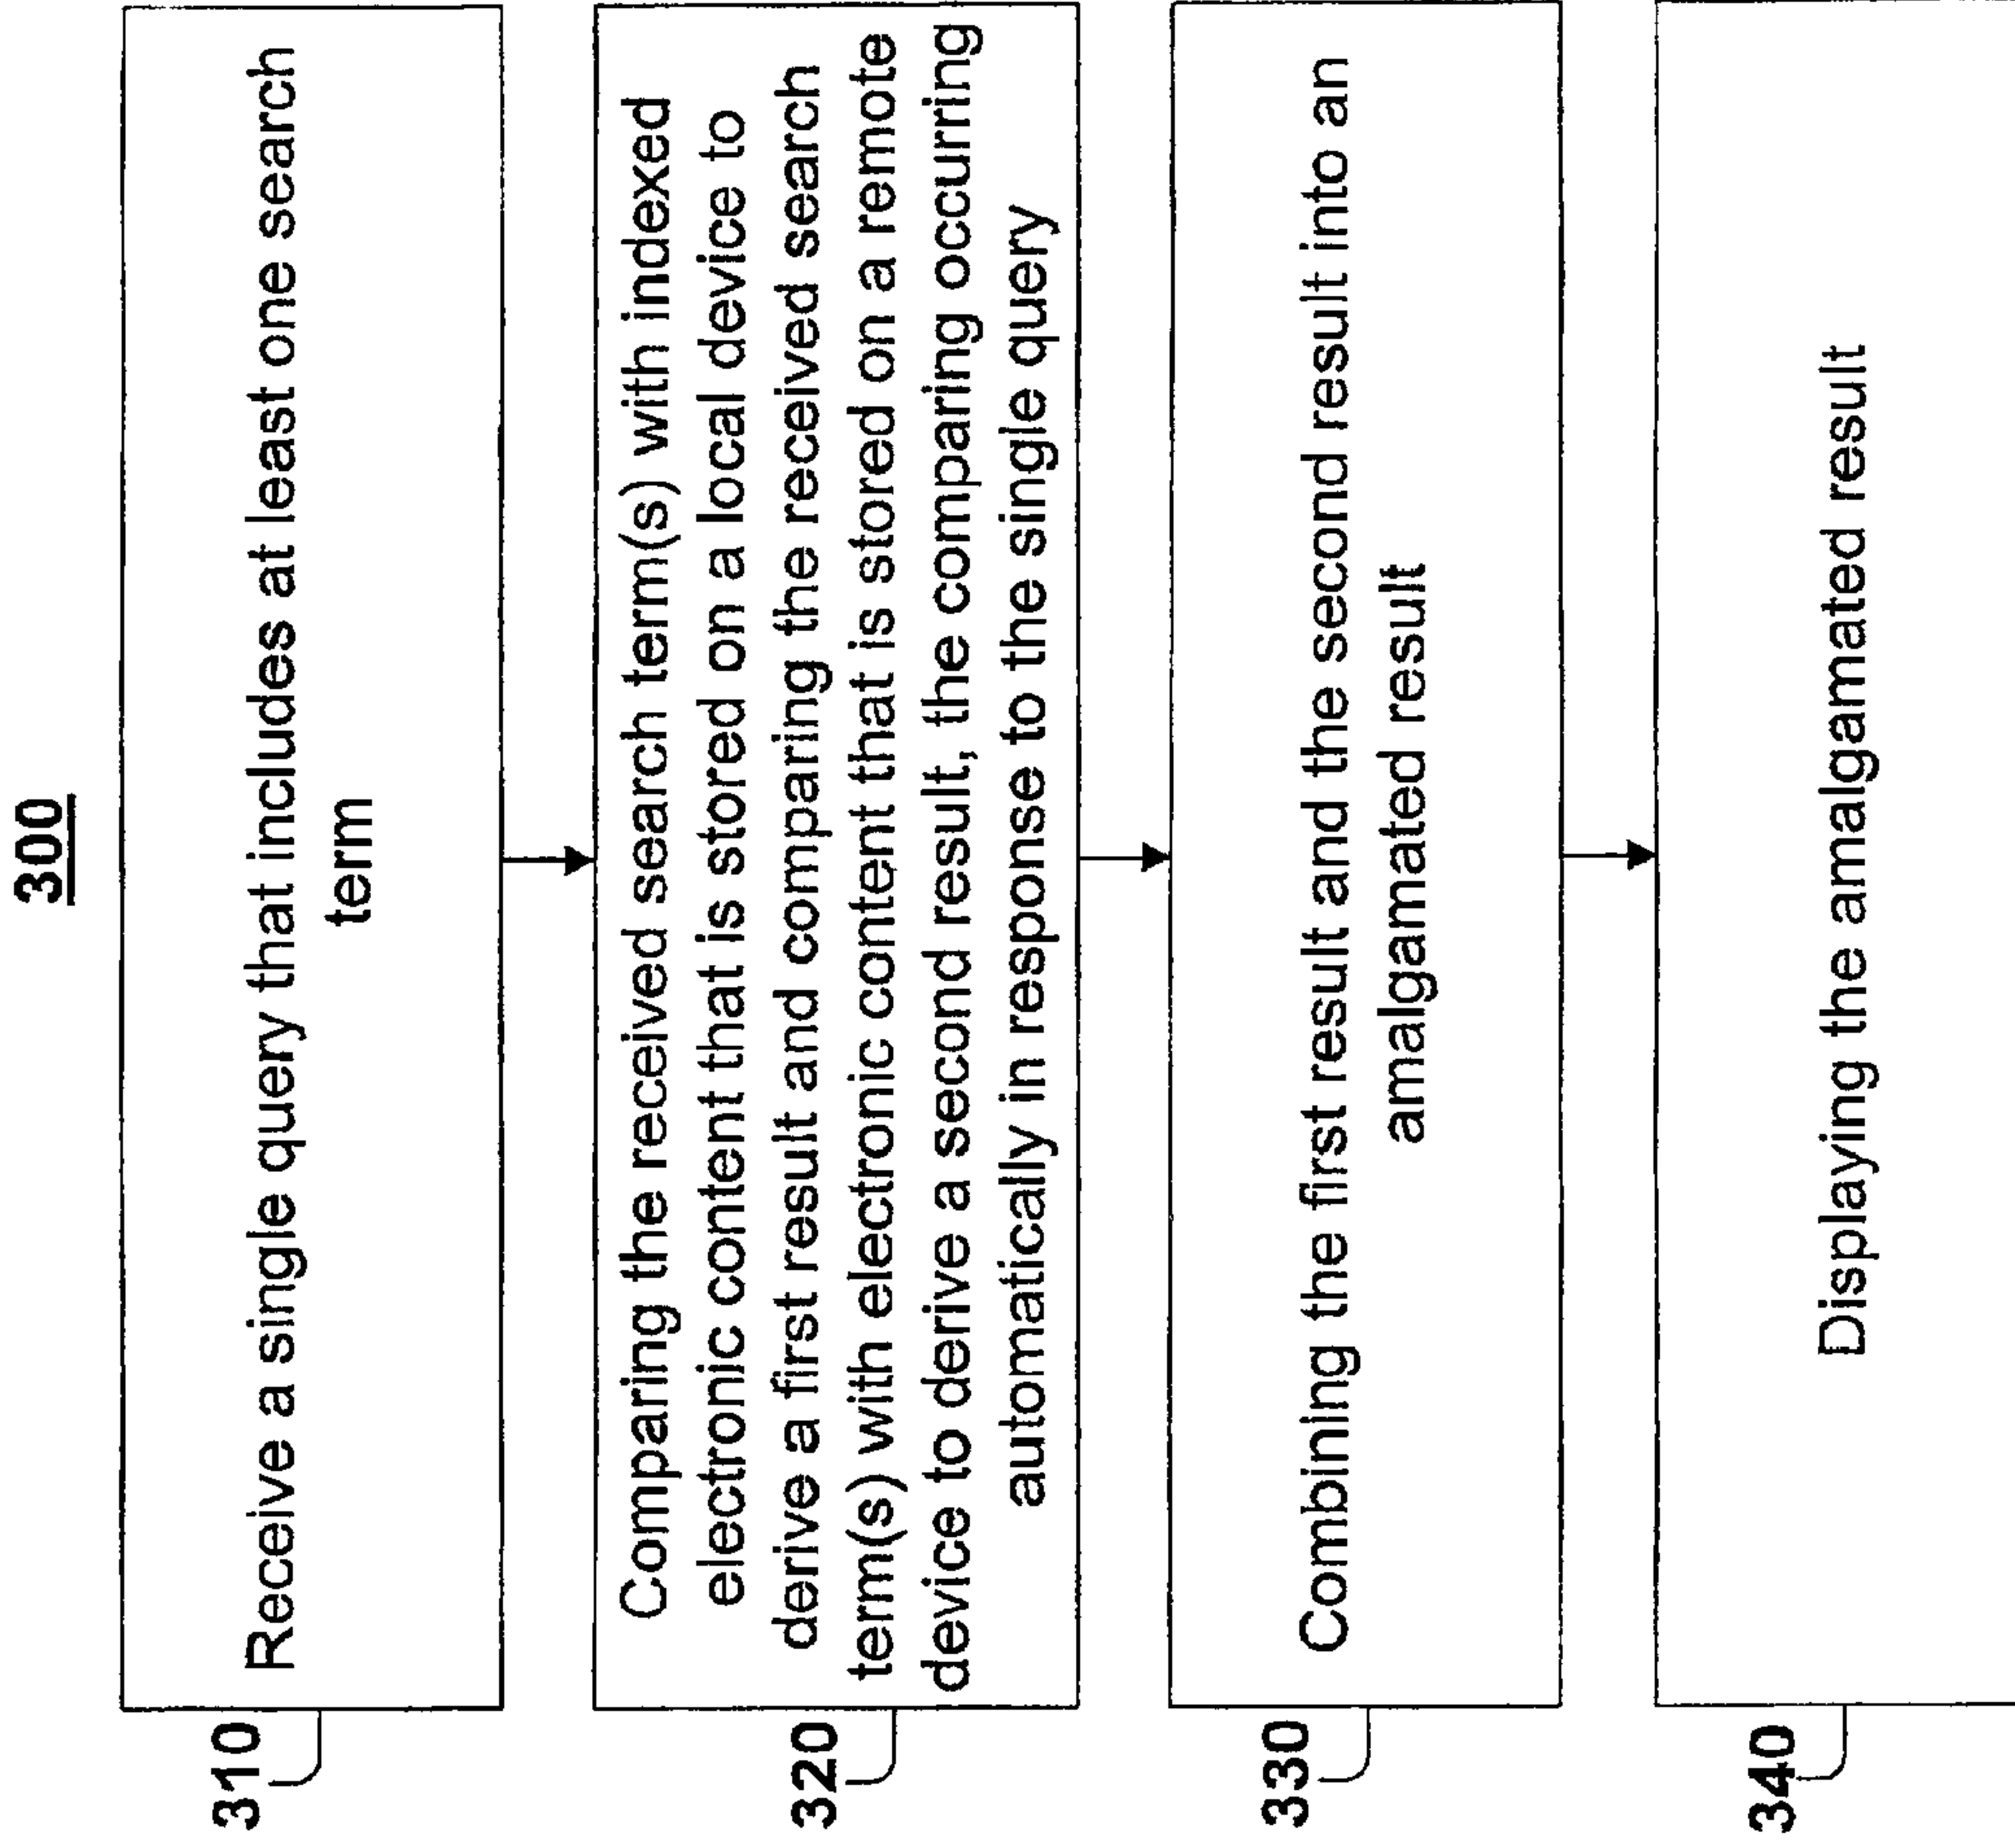 300
310
Receive a single query that includes at least one search
term
320
Comparing the received search term(s) with indexed
electronic content that is stored on a local device to
derive a first result and comparing the received search
term(s) with electronic content that is stored on a remote
device to derive a second result, the comparing occurring
automatically in response to the single query
330
Combining the first result and the second result into an
amalgamated result
340
Displaying the amalgamated result